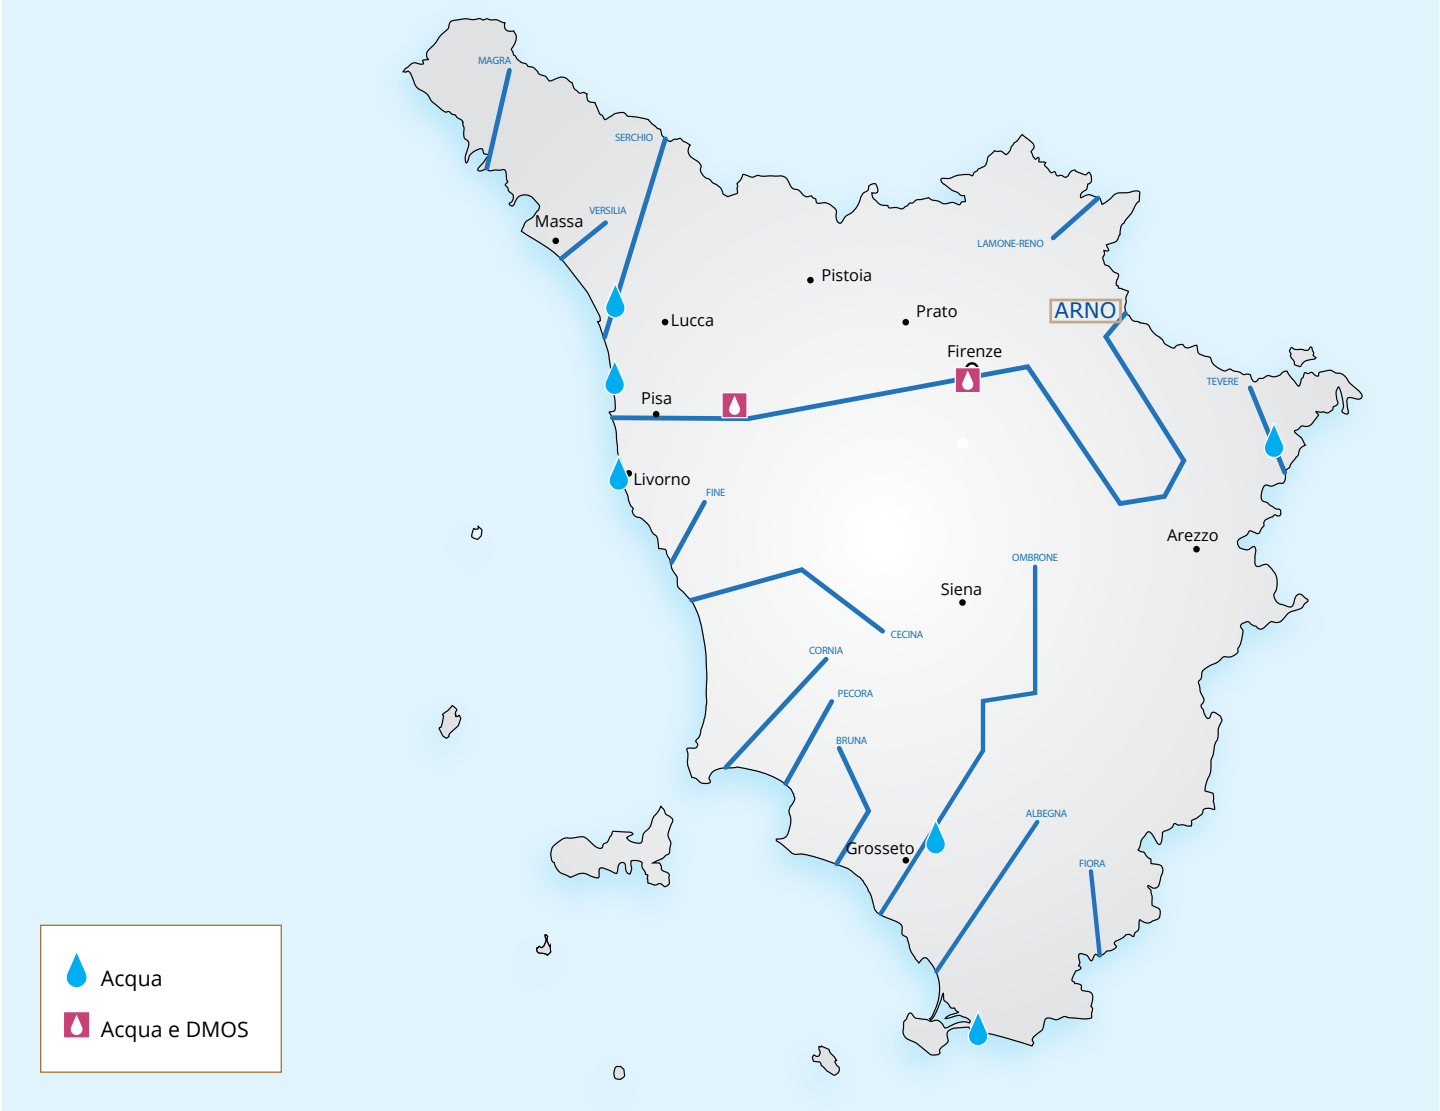 MAGRA
SERCHIO
VERSILIA
Massa
LAMONE-RENO
Pistoia
ARNO
Prato
Lucca
Firenze
TEVERE
Pisa
Livorno
FINE
Arezzo
OMBRONE
Siena
CECINA
CORNIA
PECORA
BRUNA
ALBEGNA
Grosseto
FIORA
Acqua
Acqua e DMOS